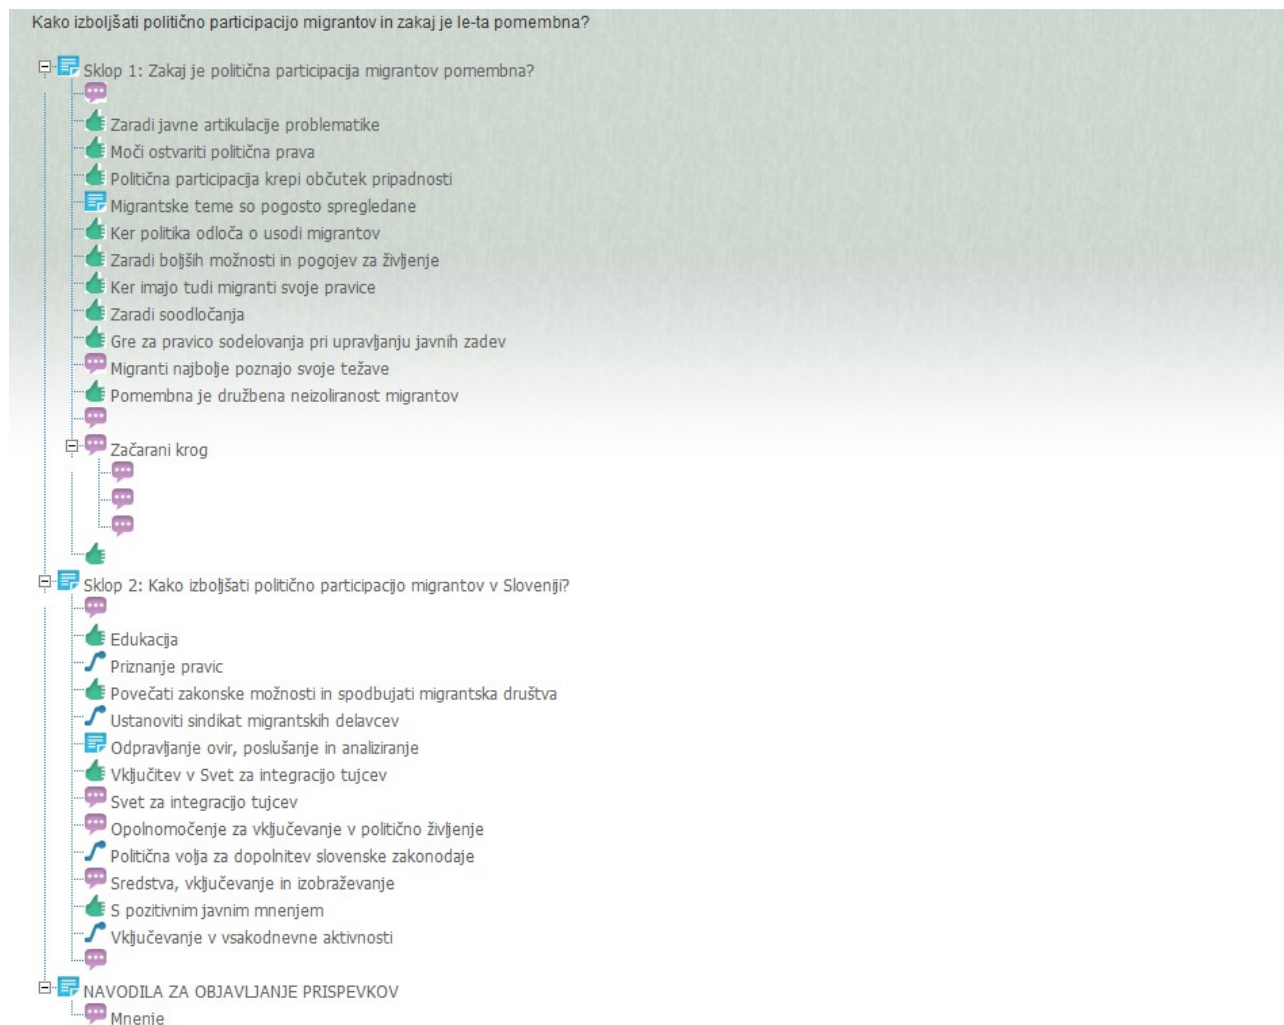 Kako izboljšati politično participacijo migrantov in zakaj je le-ta pomembna?
Sklop 1: Zakaj je politična participacija migrantov pomembna?
Zaradi javne artikulacije problematike
Moči ostvariti politična prava
Politična participacija krepi občutek pripadnosti
Migrantske teme so pogosto spregledane
Ker politika odloča o usodi migrantov
Zaradi boljših možnosti in pogojev za življenje
Ker imajo tudi migranti svoje pravice
Zaradi soodločanja
Gre za pravico sodelovanja pri upravljanju javnih zadev
Migranti najbolje poznajo svoje težave
Pomembna je družbena neizoliranost migrantov
Začarani krog
Sklop 2: Kako izboljšati politično participacijo migrantov v Sloveniji?
Edukacija
Priznanje pravic
Povečati zakonske možnosti in spodbujati migrantska društva
Ustanoviti sindikat migrantskih delavcev
Odpravljanje ovir, poslušanje in analiziranje
Vključitev v Svet za integracijo tujcev
Svet za integracijo tujcev
Opolnomočenje za vključevanje v politično življenje
Politična volja za dopolnitev slovenske zakonodaje
Sredstva, vključevanje in izobraževanje
S pozitivnim javnim mnenjem
Vključevanje v vsakodnevne aktivnosti
NAVODILA ZA OBJAVLJANJE PRISPEVKOV
Mnenje